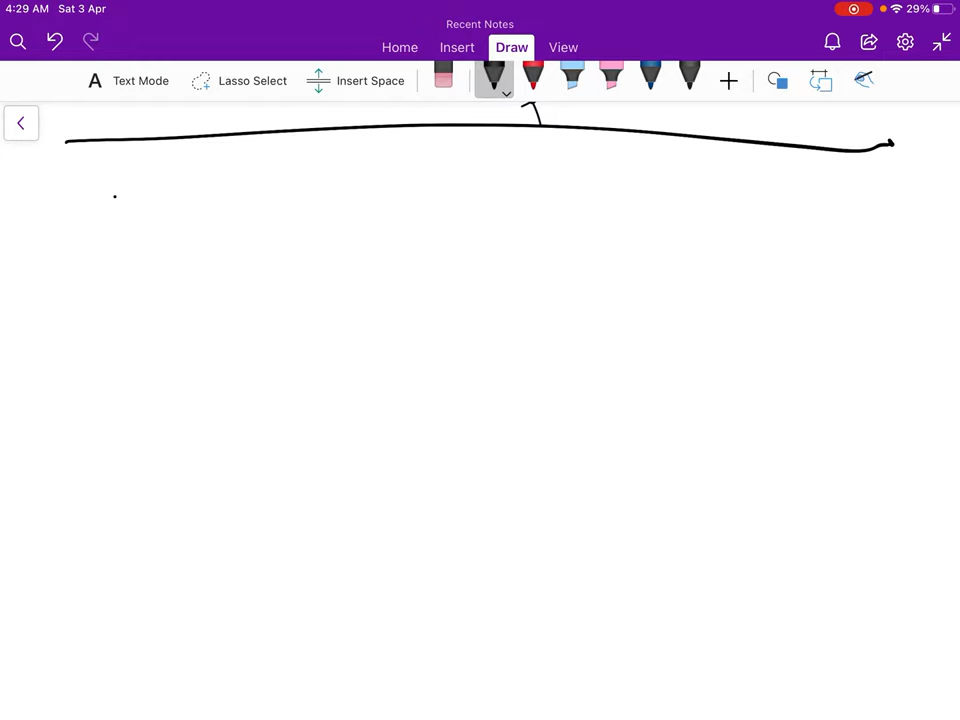 4:29 AM Sat 3 Apr 29%
Recent Notes
Home Insert Draw View
A Text Mode Lasso Select Insert Space